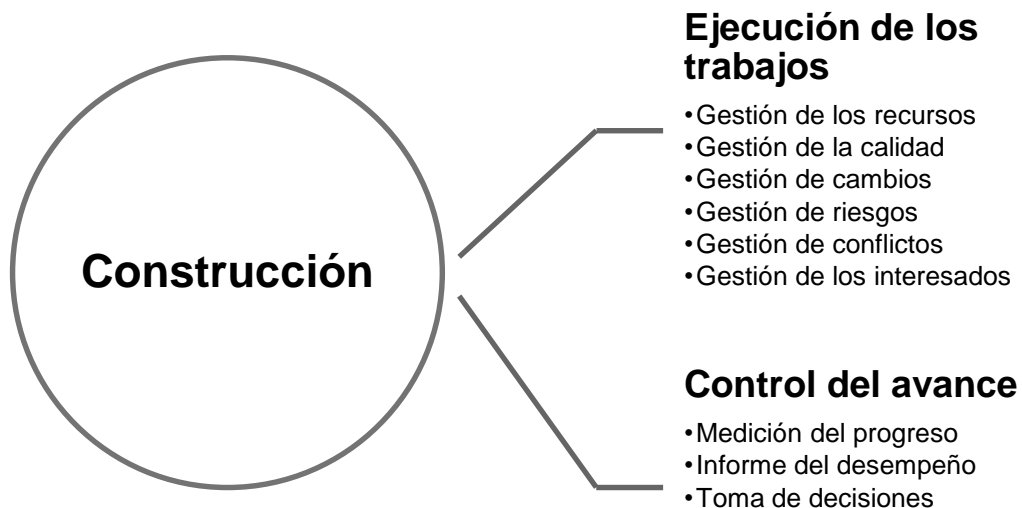 Construcción
Ejecución de los
trabajos
•Gestión de los recursos
•Gestión de la calidad
•Gestión de cambios
•Gestión de riesgos
•Gestión de conflictos
•Gestión de los interesados
Control del avance
•Medición del progreso
•Informe del desempeño
•Toma de decisiones